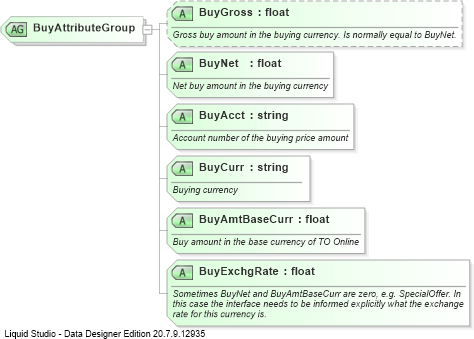 BuyAttributeGroup
AG
A
BuyGross : float
Gross buy amount in the buying currency. Is normally equal to BuyNet.
A
BuyNet : float
Net buy amount in the buying currency
A
BuyAcct : string
Account number of the buying price amount
A
BuyCurr : string
Buying currency
A
BuyAmtBaseCurr : float
Buy amount in the base currency of TO Online
A
BuyExchgRate : float
Sometimes BuyNet and BuyAmtBaseCurr are zero, e.g. SpecialOffer. In
this case the interface needs to be informed explicitly what the exchange
rate for this currency is.
Liquid Studio - Data Designer Edition 20.7.9.12935